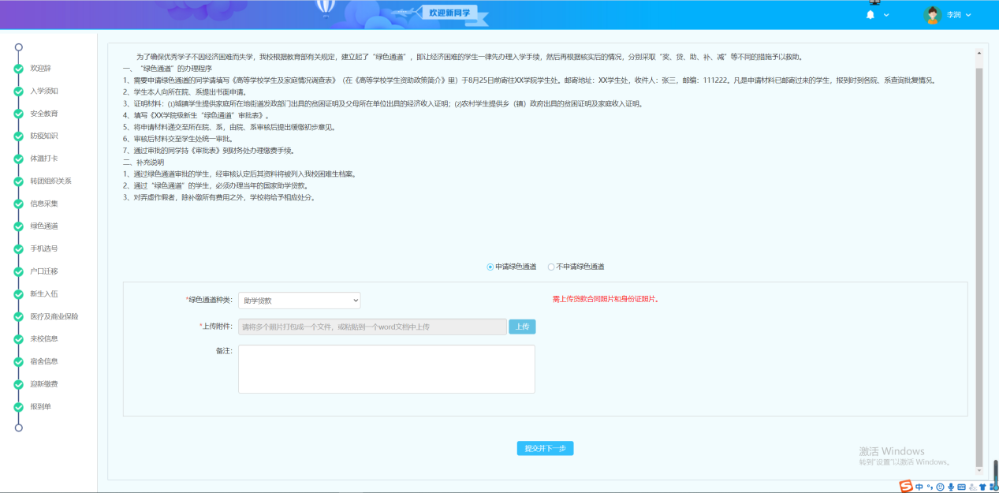 欢迎新同学
李润
欢迎辞
入学须知
安全教育
防疫知识
体温打卡
转团组织关系
信息采集
绿色通道
手机选号
户口迁移
新生入伍
医疗及商业保险
来校信息
宿舍信息
迎新缴费
报到单
为了确保优秀学子不因经济困难而失学，我校根据教育部有关规定，建立起了“绿色通道”，即让经济困难的学生一律先办理入学手续，然后再根据核实后的情况，分别采取“奖、贷、助、补、减”等不同的措施予以救助。
一、“绿色通道”的办理程序
1、需要申请绿色通道的同学请填写《高等学校学生及家庭情况调查表》（在《高等学校学生资助政策简介》里）于8月25日前寄往XX学院学生处。邮寄地址：XX学生处，收件人：张三，邮编：111222。凡是申请材料已邮寄过来的学生，报到时到各院、系查询批复情况。
2、学生本人向所在院、系提出书面申请。
3、证明材料：(1)城镇学生提供家庭所在地街道发政部门出具的贫困证明及父母所在单位出具的经济收入证明；(2)农村学生提供乡（镇）政府出具的贫困证明及家庭收入证明。
4、填写《XX学院级新生“绿色通道”审批表》。
5、将申请材料递交至所在院、系，由院、系审核后提出缓缴初步意见。
6、审核后材料交至学生处统一审批。
7、通过审批的同学持《审批表》到财务处办理缴费手续。
二、补充说明
1、通过绿色通道审批的学生，经审核认定后其资料将被列入我校困难生档案。
2、通过“绿色通道”的学生，必须办理当年的国家助学贷款。
3、对弄虚作假者，除补缴所有费用之外，学校将给予相应处分。
申请绿色通道 不申请绿色通道
*绿色通道种类： 助学贷款 需上传贷款合同照片和身份证照片。
*上传附件： 请将多个照片打包成一个文件，或粘贴到一个word文档中上传 上传
备注：
提交并下一步
激活 Windows
转到“设置”以激活 Windows。
中